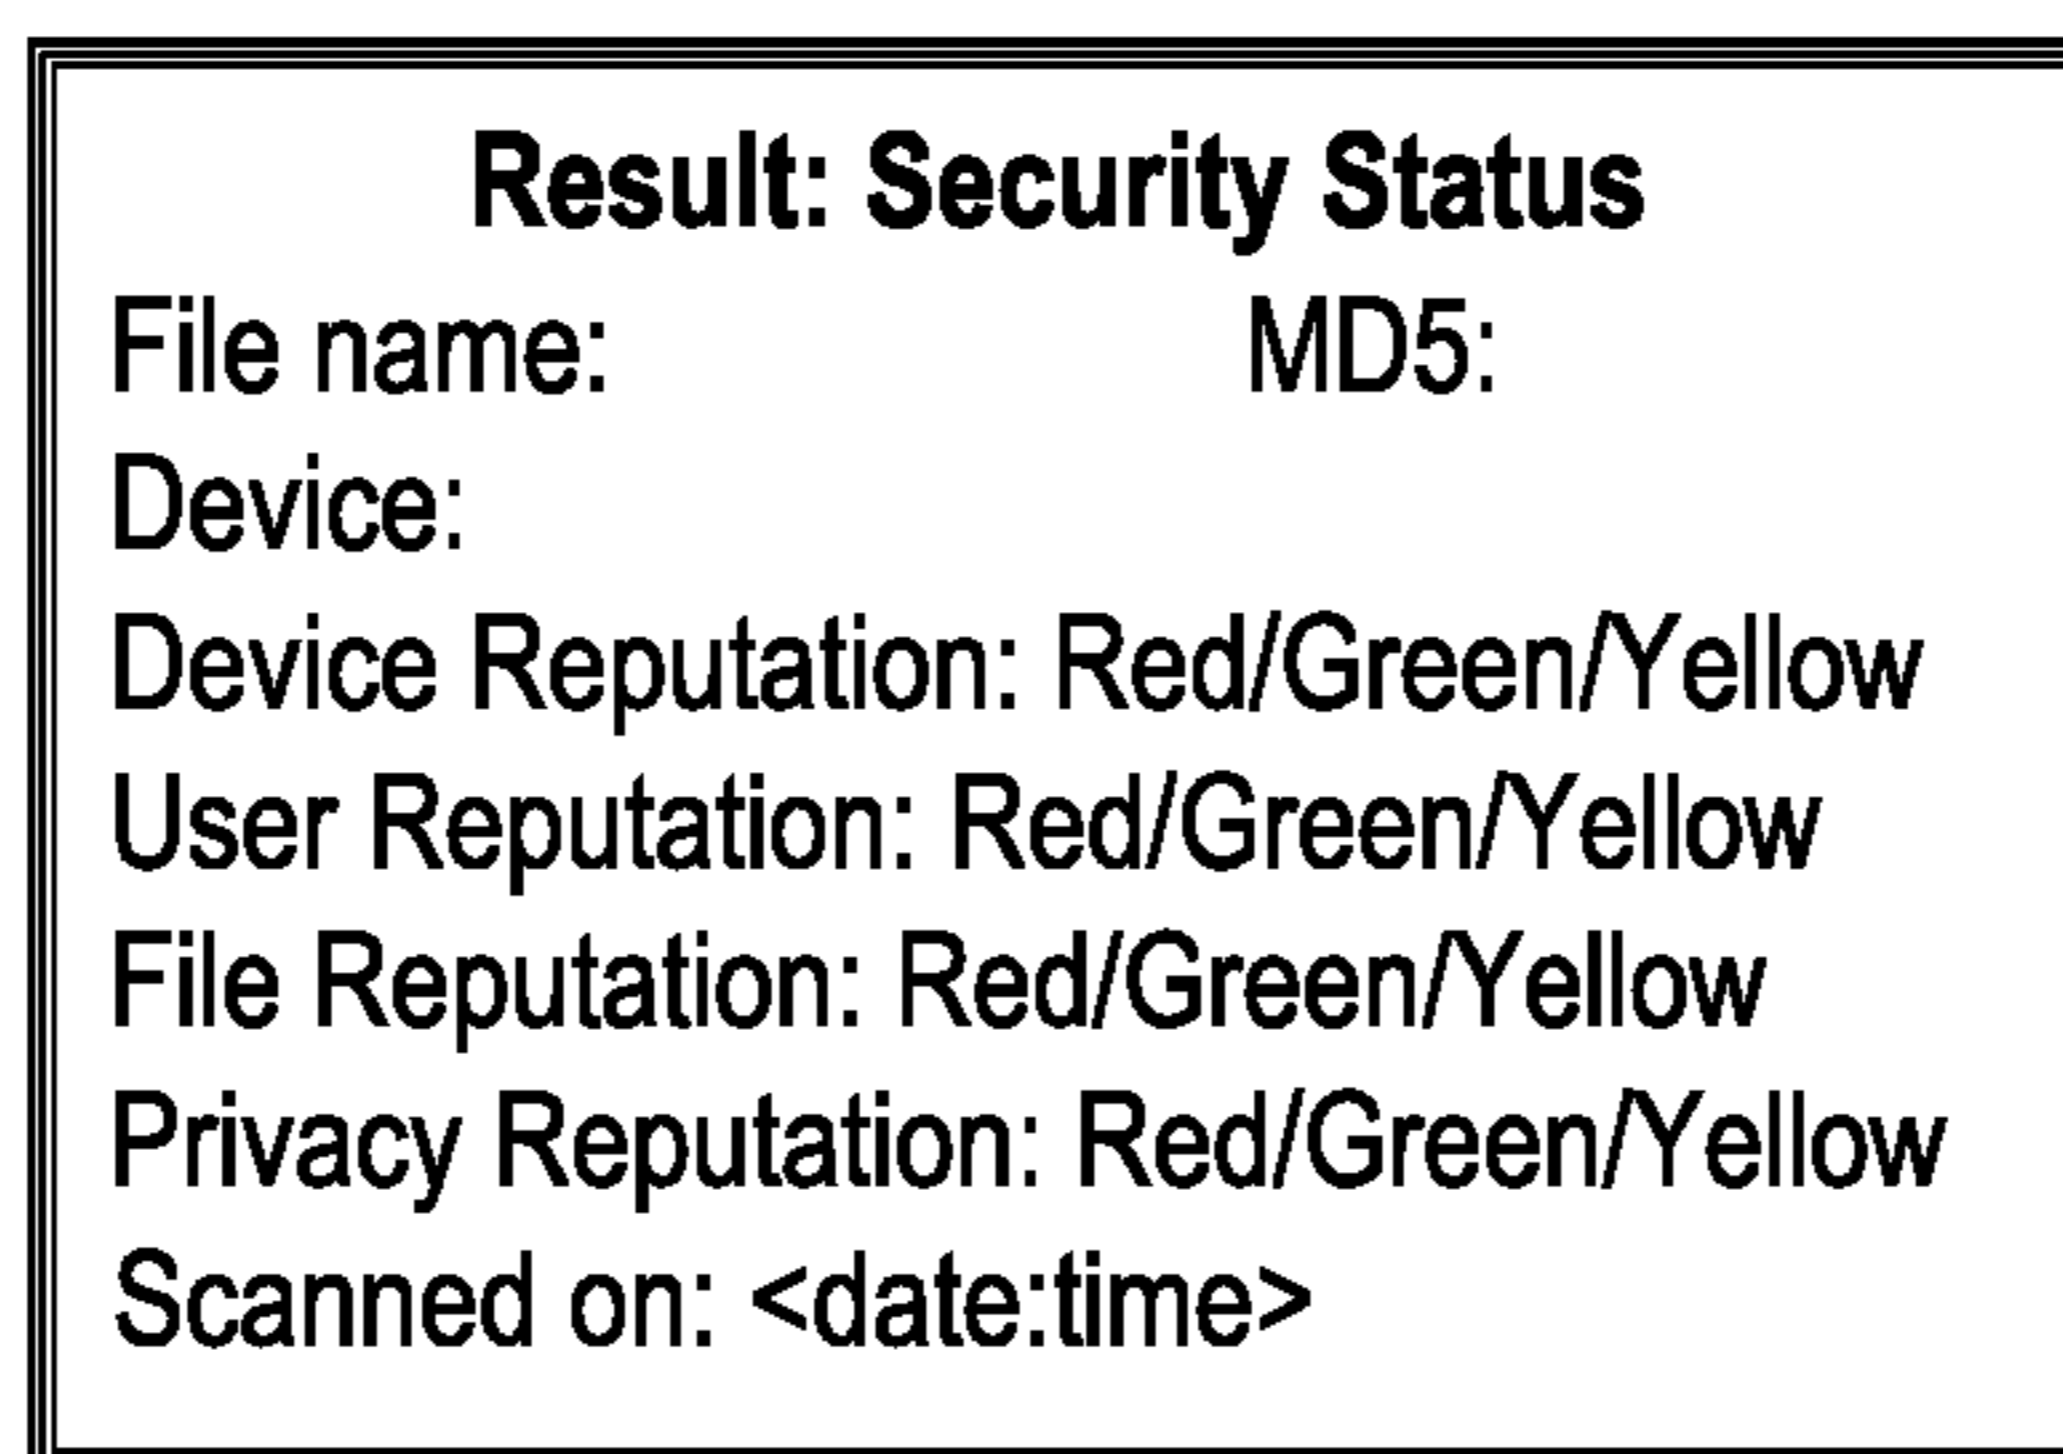 Result: Security Status
File name: MD5:
Device:
Device Reputation: Red/Green/Yellow
User Reputation: Red/Green/Yellow
File Reputation: Red/Green/Yellow
Privacy Reputation: Red/Green/Yellow
Scanned on: <date:time>